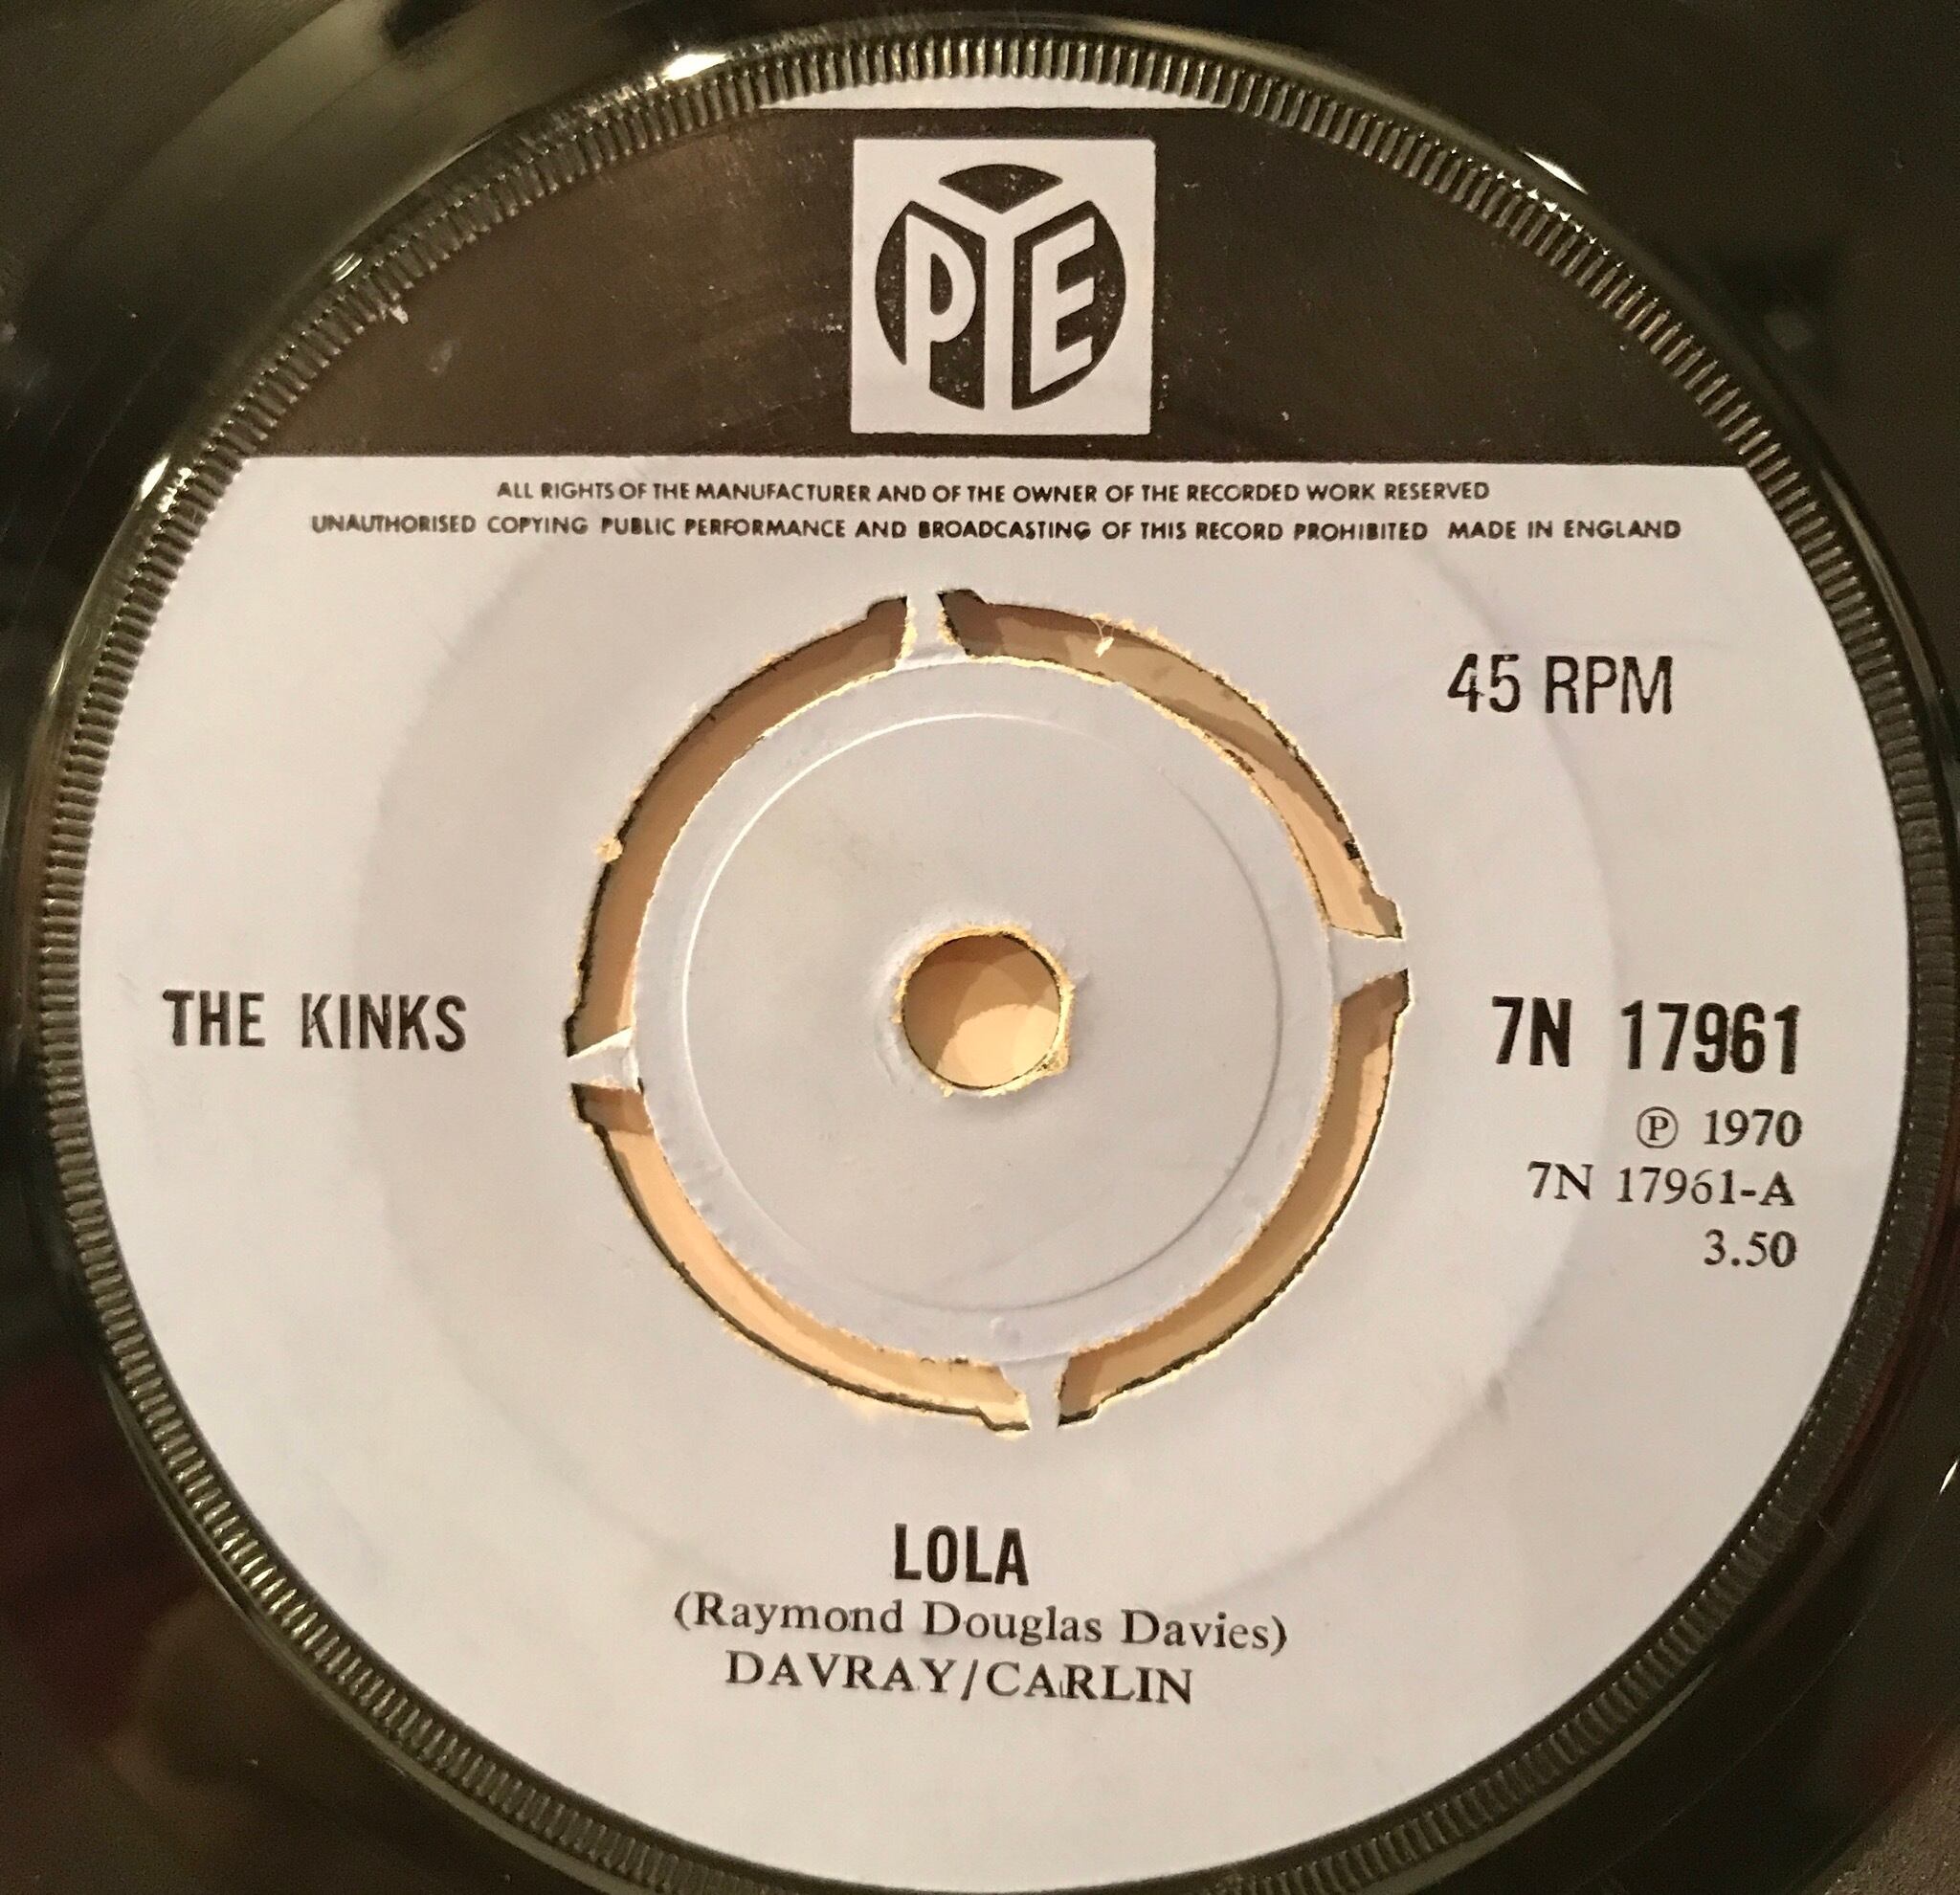 PYE
ALL RIGHTS OF THE MANUFACTURER AND OF THE OWNER OF THE RECORDED WORK RESERVED
UNAUTHORISED COPYING PUBLIC PERFORMANCE AND BROADCASTING OF THIS RECORD PROHIBITED MADE IN ENGLAND
45 RPM
THE KINKS
7N 17961
℗ 1970
7N 17961-A
3.50
LOLA
(Raymond Douglas Davies)
DAVRAY/CARLIN